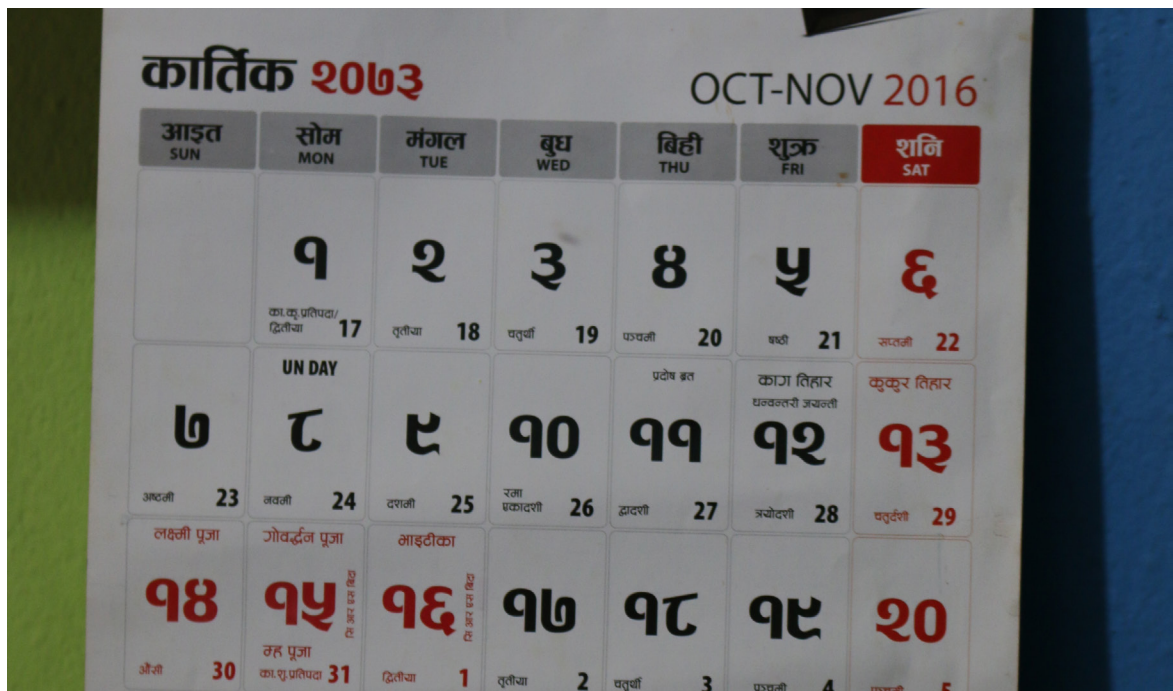 कार्तिक २०७३
OCT-NOV 2016
आइत सोम मंगल बुध बिही शुक्र शनि
SUN MON TUE WED THU FRI SAT
१ २ ३ ४ ५ ६
का.कृ.प्रतिपदा/
द्वितीया 17 तृतीया 18 चतुर्थी 19 पञ्चमी 20 षष्ठी 21 सप्तमी 22
UN DAY प्रदोष ब्रत काग तिहार कुकुर तिहार
धन्वन्तरी जयन्ती
७ ८ ९ १० ११ १२ १३
अष्टमी 23 नवमी 24 दशमी 25 रमा
एकादशी 26 द्वादशी 27 त्रयोदशी 28 चतुर्दशी 29
लक्ष्मी पूजा गोवर्द्धन पूजा भाइटीका
१४ १५ १६ १७ १८ १९ २०
म्ह पूजा
औंसी 30 का.शु.प्रतिपदा 31 द्वितीया 1 तृतीया 2 चतुर्थी 3 पञ्चमी 4 5